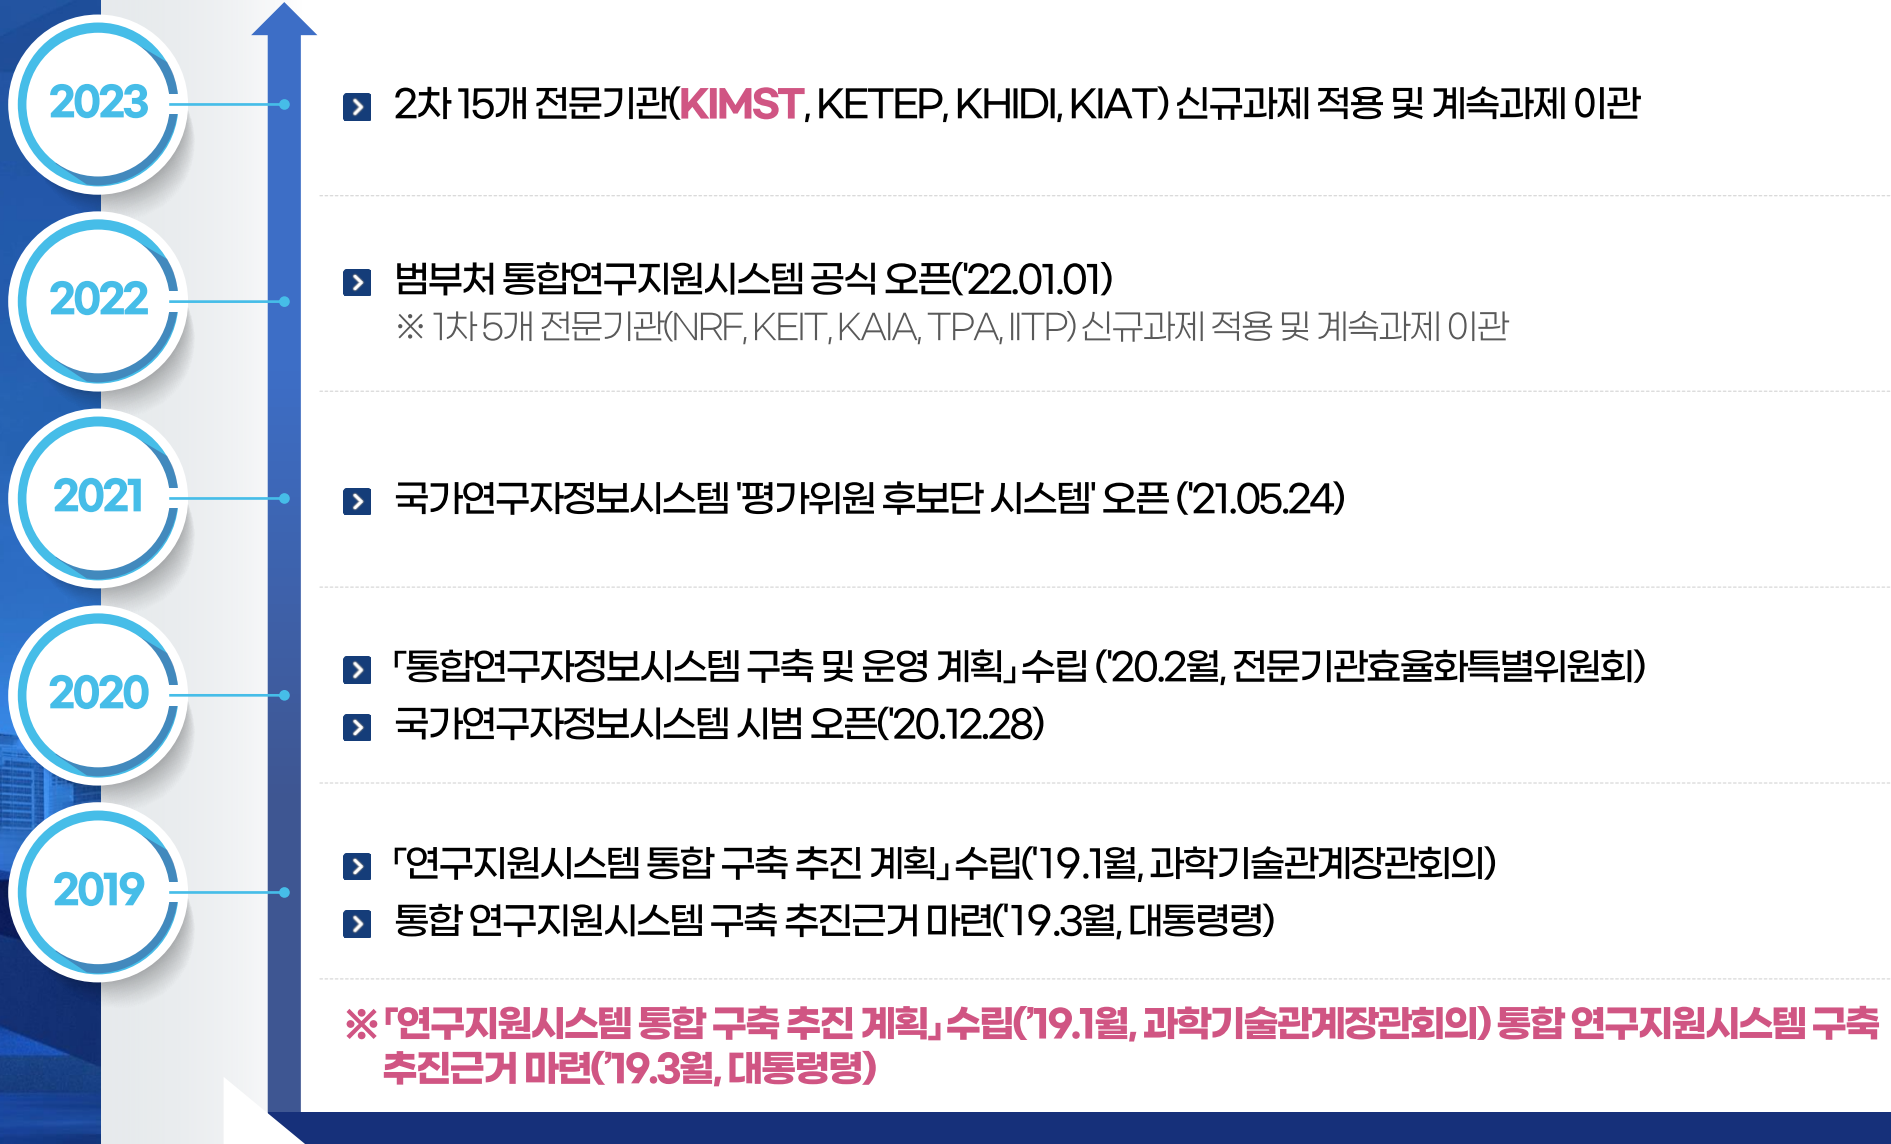 2023
2차 15개 전문기관(KIMST, KETEP, KHIDI, KIAT) 신규과제 적용 및 계속과제 이관
2022
범부처 통합연구지원시스템 공식 오픈('22.01.01)
※ 1차 5개 전문기관(NRF, KEIT, KAIA, TPA, IITP) 신규과제 적용 및 계속과제 이관
2021
국가연구자정보시스템 '평가위원 후보단 시스템' 오픈 ('21.05.24)
2020
「통합연구자정보시스템 구축 및 운영 계획」 수립 ('20.2월, 전문기관효율화특별위원회)
국가연구자정보시스템 시범 오픈('20.12.28)
2019
「연구지원시스템 통합 구축 추진 계획」 수립('19.1월, 과학기술관계장관회의)
통합 연구지원시스템 구축 추진근거 마련('19.3월, 대통령령)
※ 「연구지원시스템 통합 구축 추진 계획」 수립(’19.1월, 과학기술관계장관회의) 통합 연구지원시스템 구축
추진근거 마련(’19.3월, 대통령령)